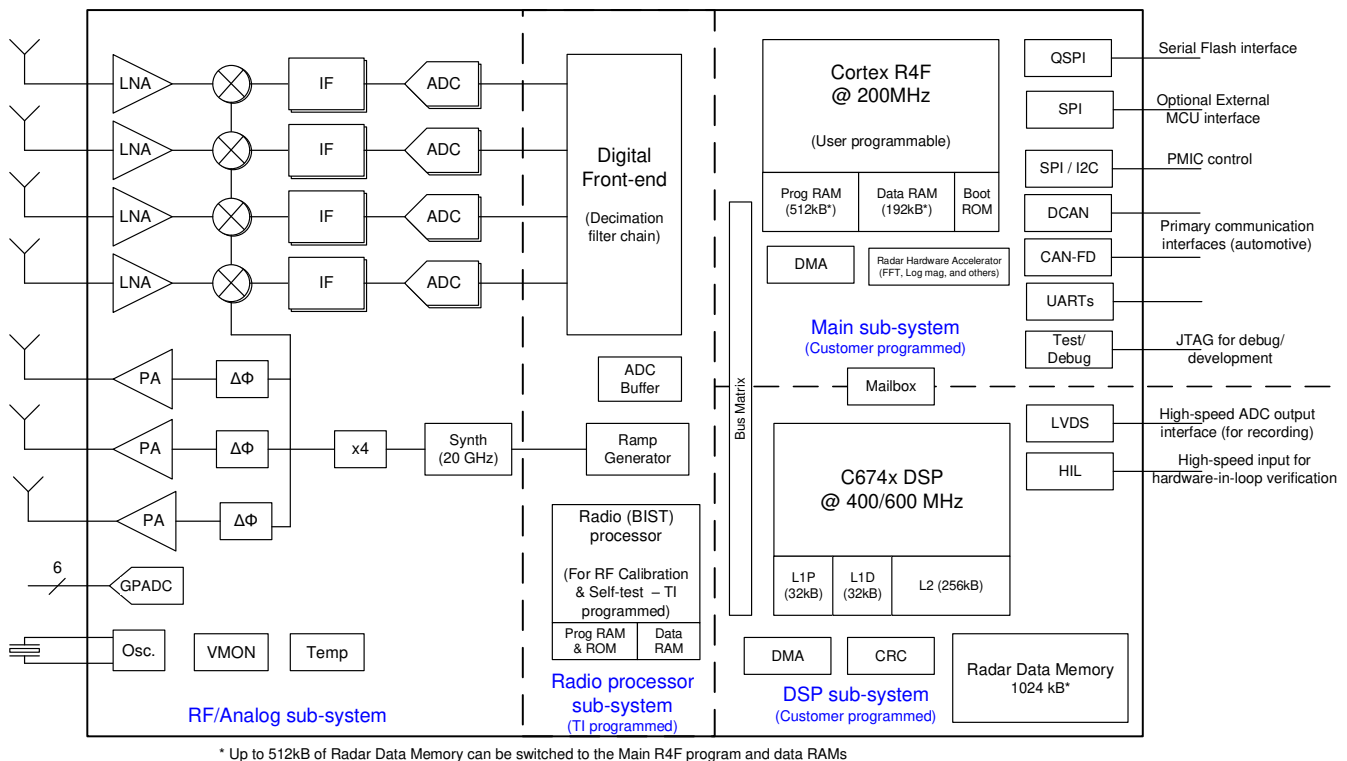 LNA
IF
ADC
LNA
IF
ADC
LNA
IF
ADC
LNA
IF
ADC
Digital
Front-end
(Decimation
filter chain)
PA
ΔΦ
PA
ΔΦ
PA
ΔΦ
x4
Synth
(20 GHz)
ADC
Buffer
Ramp
Generator
6
GPADC
Osc.
VMON
Temp
RF/Analog sub-system
Radio (BIST)
processor
(For RF Calibration
& Self-test – TI
programmed)
Prog RAM
& ROM
Data
RAM
Radio processor
sub-system
(TI programmed)
Bus Matrix
Cortex R4F
@ 200MHz
(User programmable)
Prog RAM
(512kB*)
Data RAM
(192kB*)
Boot
ROM
DMA
Radar Hardware Accelerator
(FFT, Log mag, and others)
Main sub-system
(Customer programmed)
Mailbox
C674x DSP
@ 400/600 MHz
L1P
(32kB)
L1D
(32kB)
L2 (256kB)
DMA
CRC
DSP sub-system
(Customer programmed)
Radar Data Memory
1024 kB*
QSPI
Serial Flash interface
SPI
Optional External
MCU interface
SPI / I2C
PMIC control
DCAN
Primary communication
interfaces (automotive)
CAN-FD
UARTs
Test/
Debug
JTAG for debug/
development
LVDS
High-speed ADC output
interface (for recording)
HIL
High-speed input for
hardware-in-loop verification
* Up to 512kB of Radar Data Memory can be switched to the Main R4F program and data RAMs